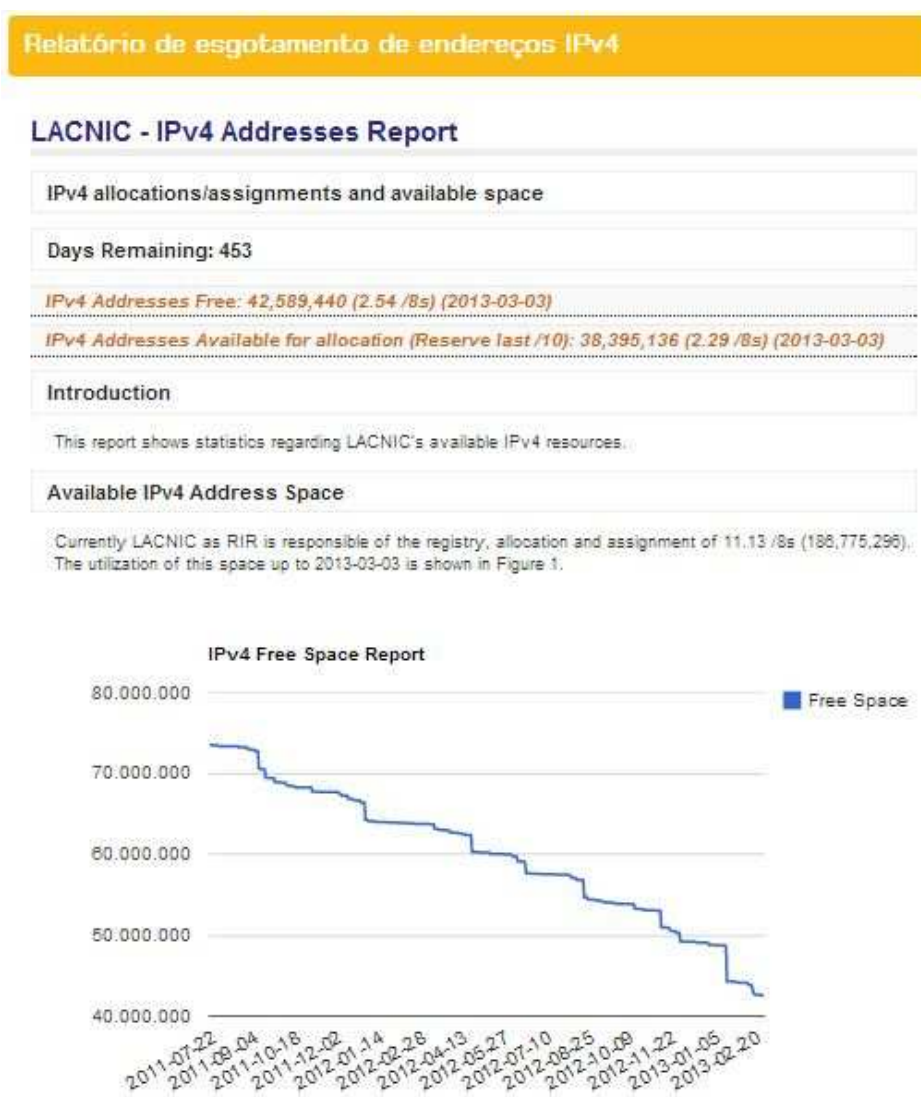 Relatório de esgotamento de endereços IPv4
LACNIC - IPv4 Addresses Report
IPv4 allocations/assignments and available space
Days Remaining: 453
IPv4 Addresses Free: 42,589,440 (2.54 /8s) (2013-03-03)
IPv4 Addresses Available for allocation (Reserve last /10): 38,395,136 (2.29 /8s) (2013-03-03)
Introduction
This report shows statistics regarding LACNIC's available IPv4 resources.
Available IPv4 Address Space
Currently LACNIC as RIR is responsible of the registry, allocation and assignment of 11.13 /8s (186,775,296).
The utilization of this space up to 2013-03-03 is shown in Figure 1.
IPv4 Free Space Report
80.000.000
Free Space
70.000.000
60.000.000
50.000.000
40.000.000
2011-07-22
2011-09-04
2011-10-18
2011-12-02
2012-01-14
2012-02-28
2012-04-13
2012-05-27
2012-07-10
2012-08-25
2012-10-09
2012-11-22
2013-01-05
2013-02-20